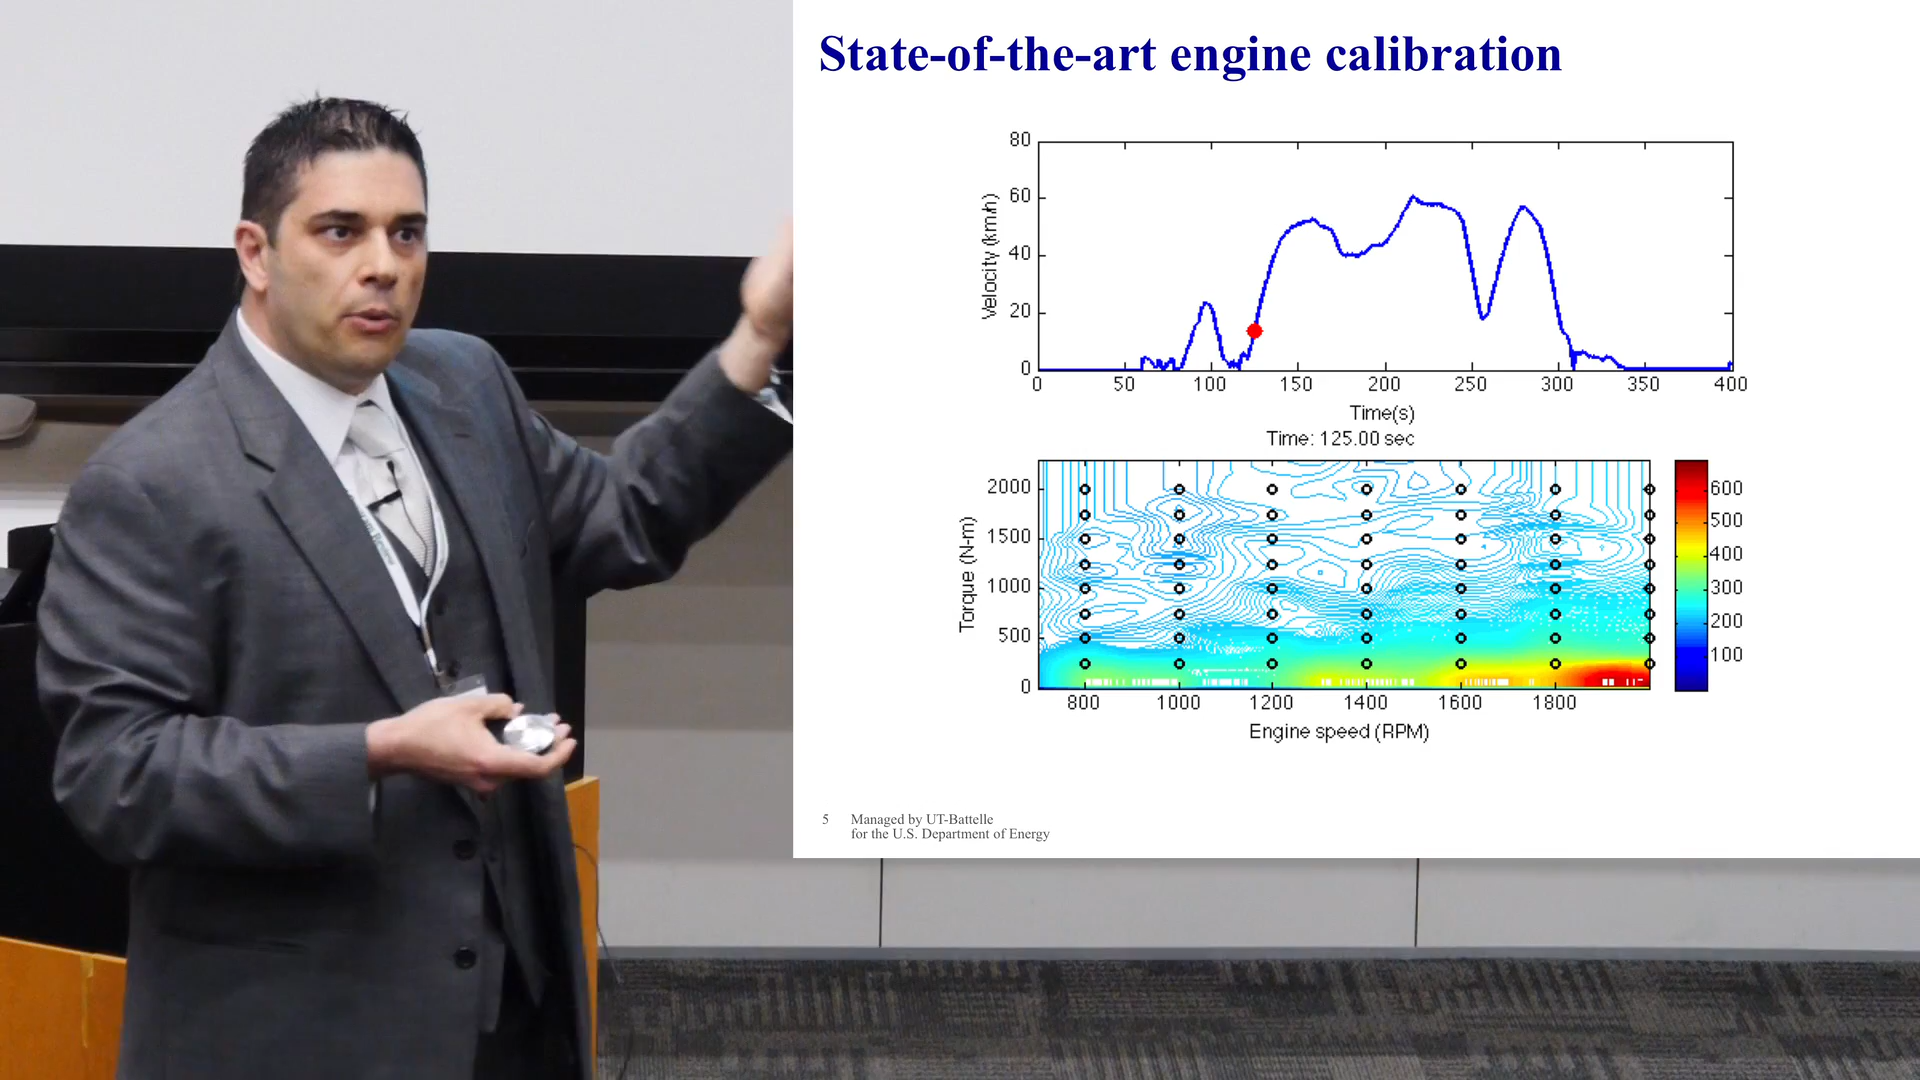 State-of-the-art engine calibration
80
60
40
20
0
Velocity (km/h)
0 50 100 150 200 250 300 350 400
Time(s)
Time: 125.00 sec
2000
1500
1000
500
0
Torque (N-m)
800 1000 1200 1400 1600 1800
Engine speed (RPM)
600
500
400
300
200
100
5 Managed by UT-Battelle
for the U.S. Department of Energy